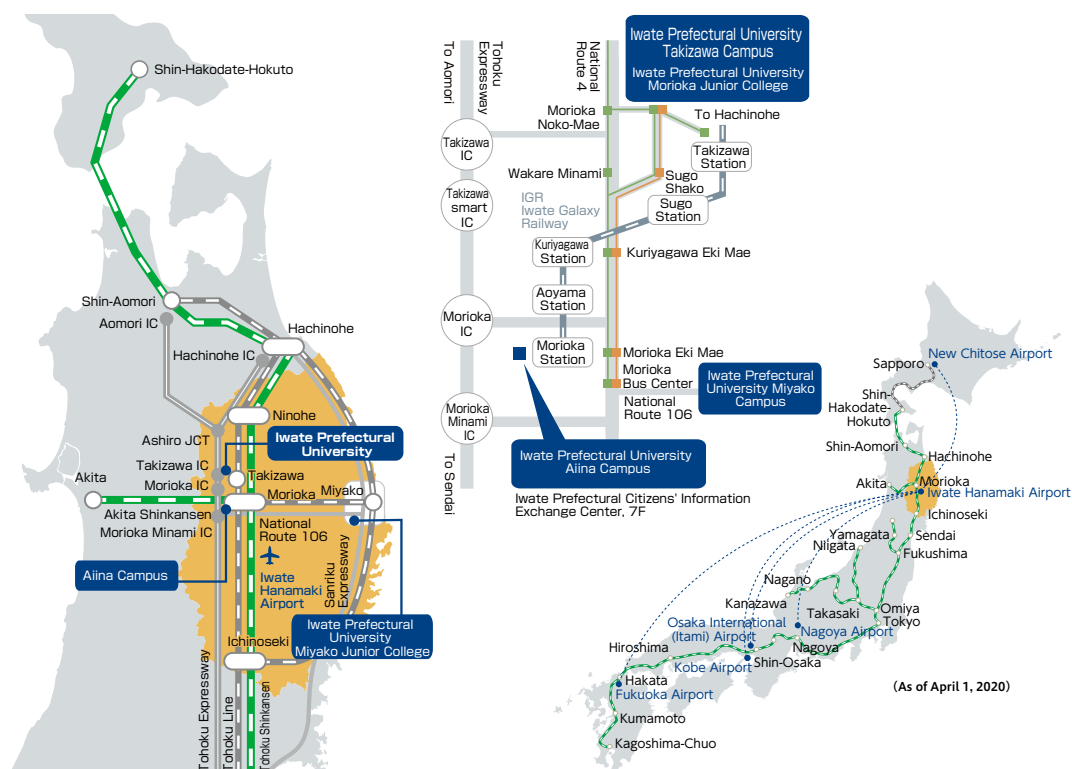 Shin-Hakodate-Hokuto
Shin-Aomori
Aomori IC
Hachinohe
Hachinohe IC
Ninohe
Ashiro JCT
Iwate Prefectural
University
Takizawa IC
Takizawa
Morioka IC
Akita
Morioka
Miyako
Akita Shinkansen
Morioka Minami IC
National
Route 106
Aiina Campus
Iwate
Hanamaki
Airport
Sanriku
Expressway
Iwate Prefectural
University
Miyako Junior College
Ichinoseki
Tohoku Expressway
Tohoku Line
Tohoku Shinkansen
To Aomori
Tohoku
Expressway
National
Route 4
Iwate Prefectural University
Takizawa Campus
Iwate Prefectural University
Morioka Junior College
Morioka
Noko-Mae
To Hachinohe
Takizawa
IC
Takizawa
Station
Wakare Minami
Sugo
Shako
Takizawa
smart
IC
IGR
Iwate Galaxy
Railway
Sugo
Station
Kuriyagawa
Station
Kuriyagawa Eki Mae
Aoyama
Station
Morioka
IC
Morioka
Station
Morioka Eki Mae
Morioka
Bus Center
National
Route 106
Iwate Prefectural
University Miyako
Campus
Morioka
Minami
IC
To Sendai
Iwate Prefectural University
Aiina Campus
Iwate Prefectural Citizens' Information
Exchange Center, 7F
New Chitose Airport
Sapporo
Shin-
Hakodate-
Hokuto
Shin-Aomori
Hachinohe
Akita
Morioka
Iwate Hanamaki Airport
Ichinoseki
Yamagata
Sendai
Niigata
Fukushima
Nagano
Kanazawa
Takasaki
Omiya
Tokyo
Osaka International
(Itami) Airport
Nagoya Airport
Hiroshima
Nagoya
Kobe Airport
Shin-Osaka
Hakata
Fukuoka Airport
Kumamoto
Kagoshima-Chuo
(As of April 1, 2020)